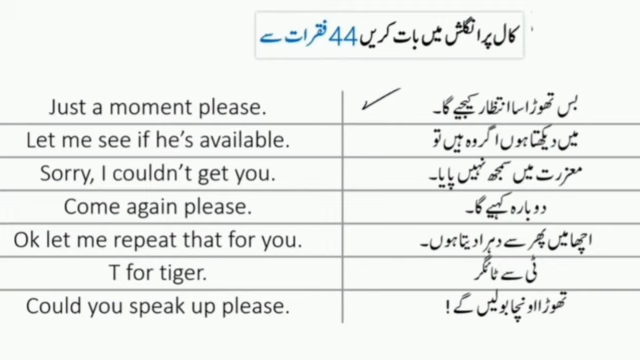 کال پر انگلش میں بات کریں 44 فقرات سے
Just a moment please. بس تھوڑا سا انتظار کیجیے گا۔
Let me see if he's available. میں دیکھتا ہوں اگر وہ ہیں تو
Sorry, I couldn't get you. معزرت میں سمجھ نہیں پایا۔
Come again please. دوبارہ کہیے گا۔
Ok let me repeat that for you. اچھا میں پھر سے دہرا دیتا ہوں۔
T for tiger. ٹی سے ٹائگر
Could you speak up please. تھوڑا اونچا بولیں گے!